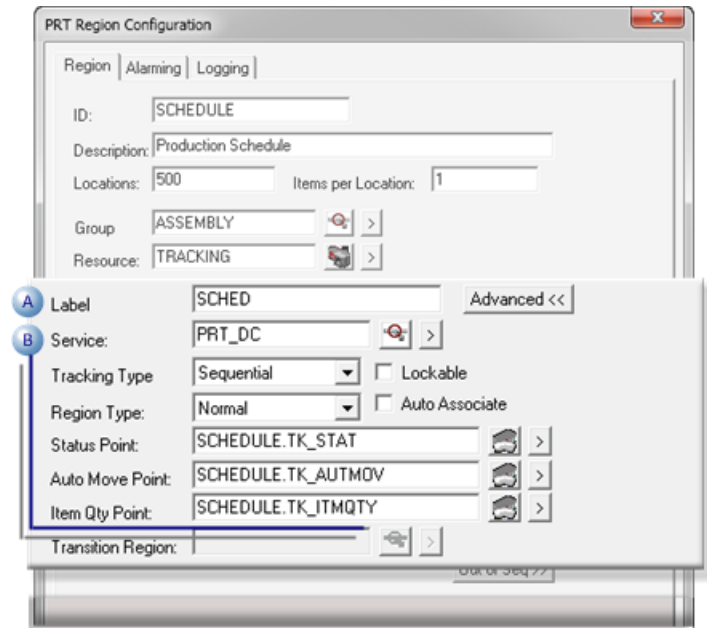 PRT Region Configuration
Region Alarming Logging
ID: SCHEDULE
Description: Production Schedule
Locations: 500 Items per Location: 1
Group ASSEMBLY >
Resource: TRACKING >
A Label SCHED Advanced <<
B Service: PRT_DC >
Tracking Type Sequential Lockable
Region Type: Normal Auto Associate
Status Point: SCHEDULE.TK_STAT >
Auto Move Point: SCHEDULE.TK_AUTMOV >
Item Qty Point: SCHEDULE.TK_ITMQTY >
Transition Region: >
Out of Seq >>